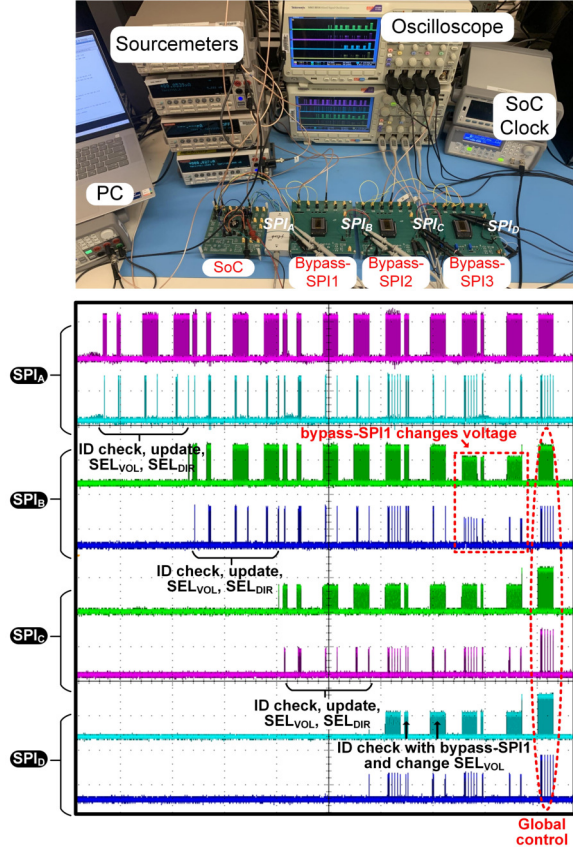 Sourcemeters
Oscilloscope
SoC
Clock
PC
SPIA
SPIB
SPIC
SPID
SoC
Bypass-
SPI1
Bypass-
SPI2
Bypass-
SPI3
SPIA
bypass-SPI1 changes voltage
ID check, update,
SELVOL, SELDIR
SPIB
ID check, update,
SELVOL, SELDIR
SPIC
ID check, update,
SELVOL, SELDIR
ID check with bypass-SPI1
and change SELVOL
SPID
Global
control